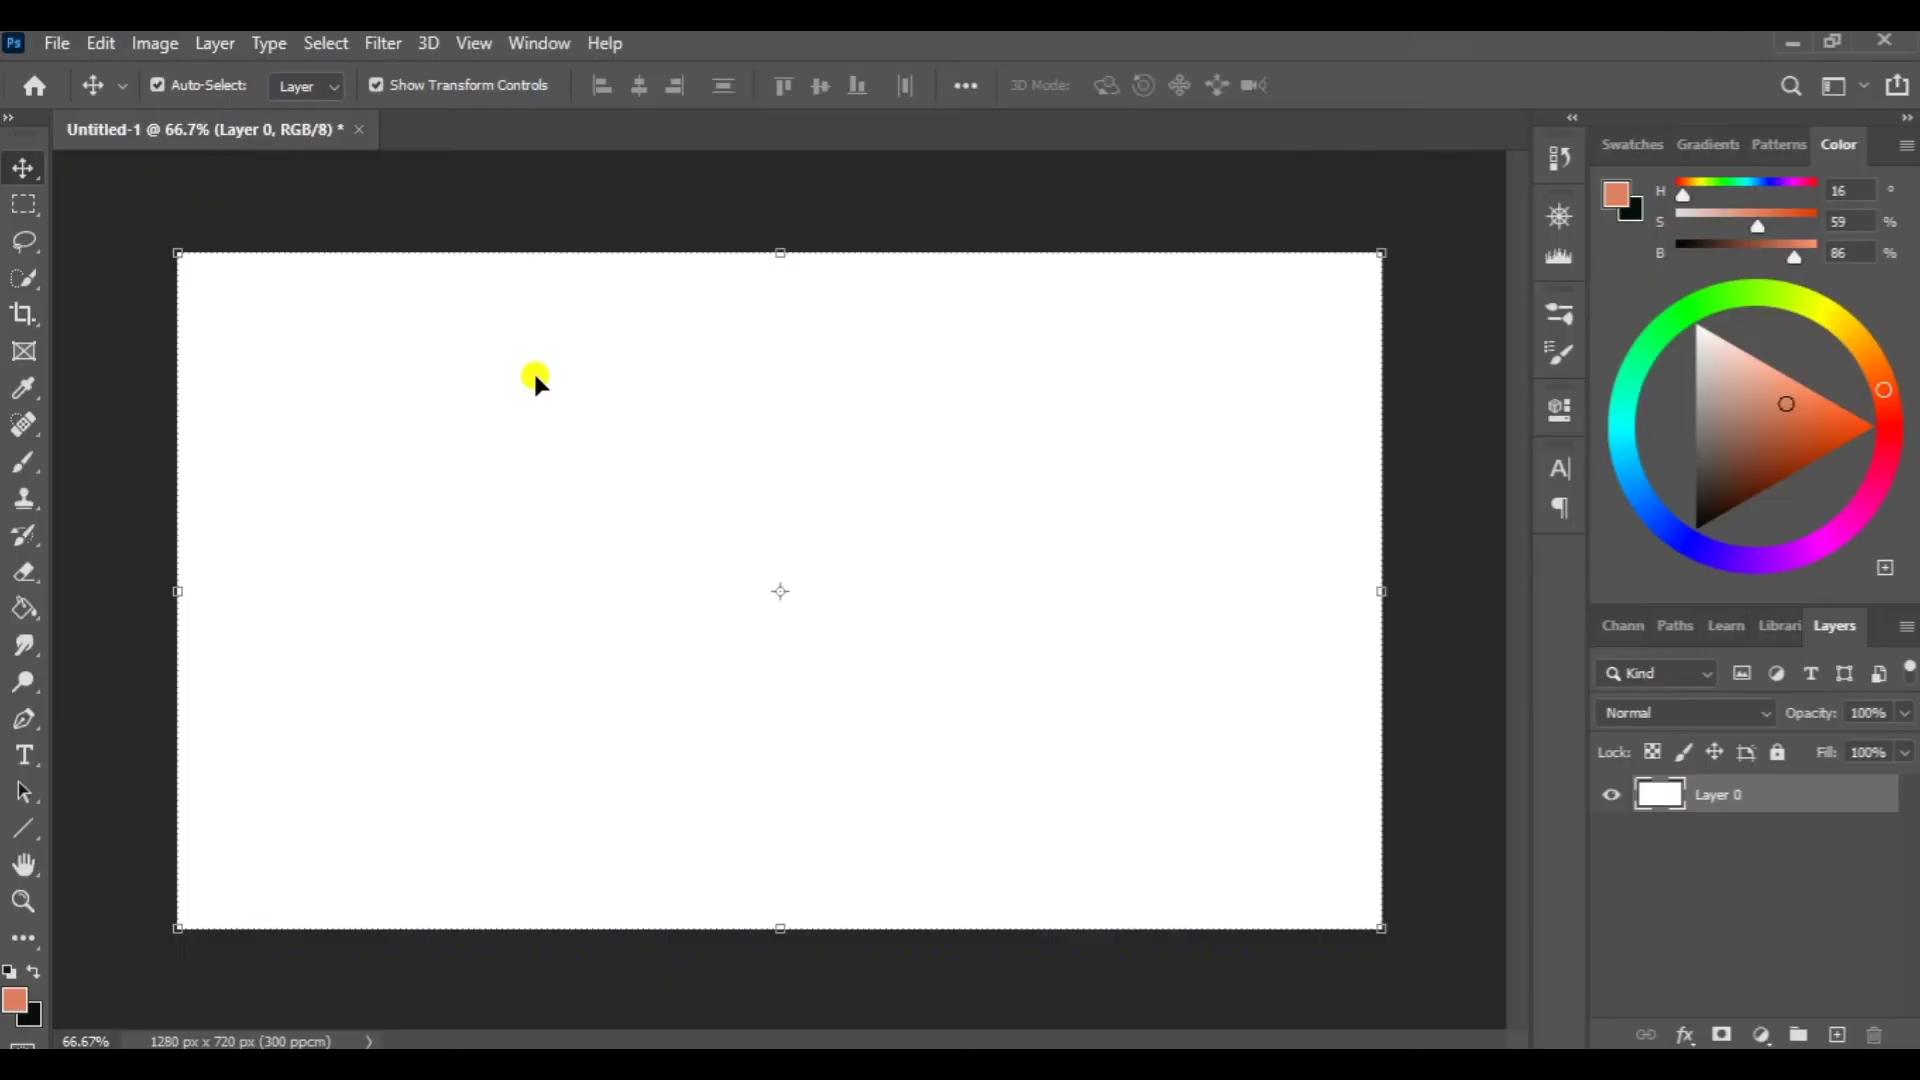 Ps File Edit Image Layer Type Select Filter 3D View Window Help
Auto-Select: Layer Show Transform Controls 3D Mode:
Untitled-1 @ 66.7% (Layer 0, RGB/8) *
Swatches Gradients Patterns Color
H 16 °
S 59 %
B 86 %
Chann Paths Learn Librari Layers
Kind
Normal Opacity: 100%
Lock: Fill: 100%
Layer 0
66.67% 1280 px x 720 px (300 ppcm)